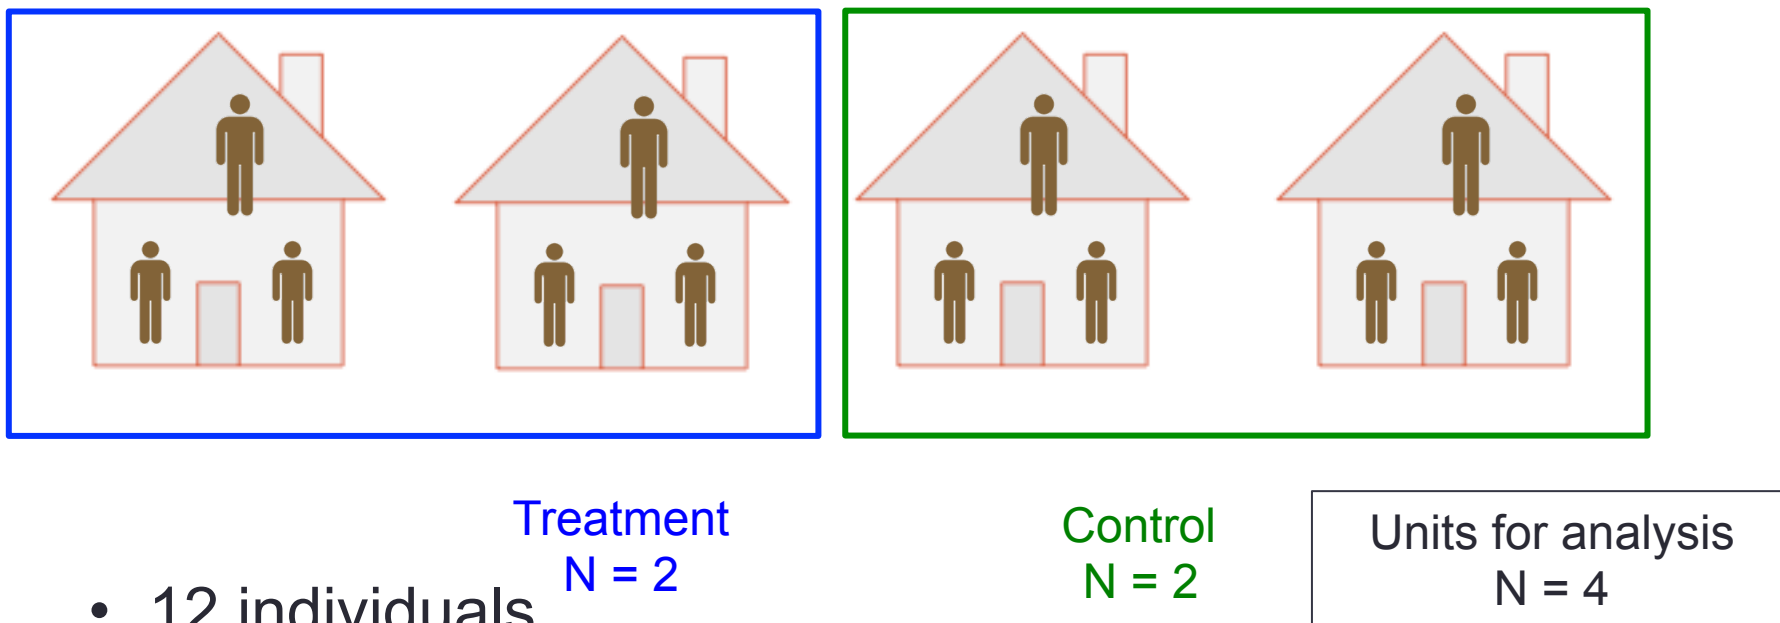 Treatment
N = 2
Control
N = 2
Units for analysis
N = 4
• 12 individuals